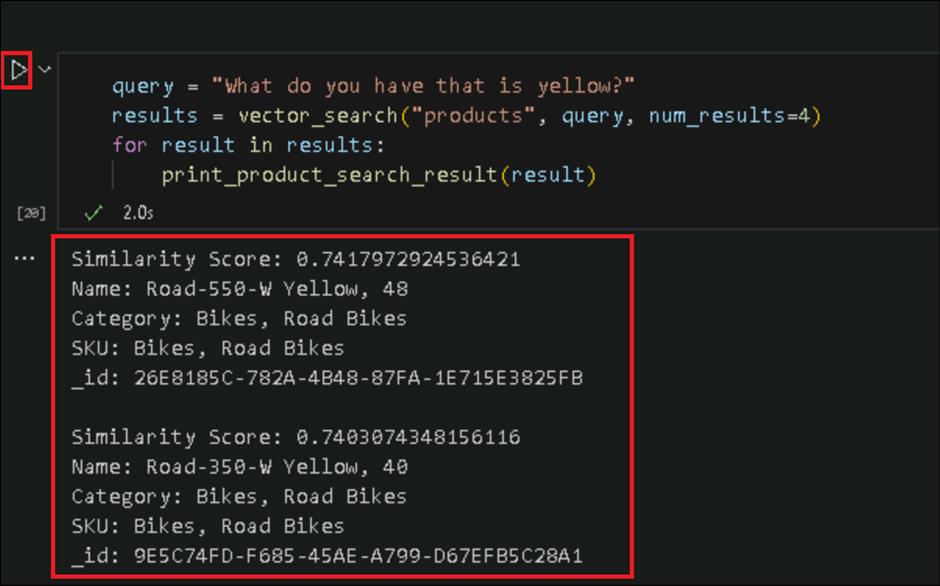 query = "What do you have that is yellow?"
results = vector_search("products", query, num_results=4)
for result in results:
    print_product_search_result(result)
[20] ✓ 2.0s
... Similarity Score: 0.7417972924536421
Name: Road-550-W Yellow, 48
Category: Bikes, Road Bikes
SKU: Bikes, Road Bikes
_id: 26E8185C-782A-4B48-87FA-1E715E3825FB
Similarity Score: 0.7403074348156116
Name: Road-350-W Yellow, 40
Category: Bikes, Road Bikes
SKU: Bikes, Road Bikes
_id: 9E5C74FD-F685-45AE-A799-D67EFB5C28A1